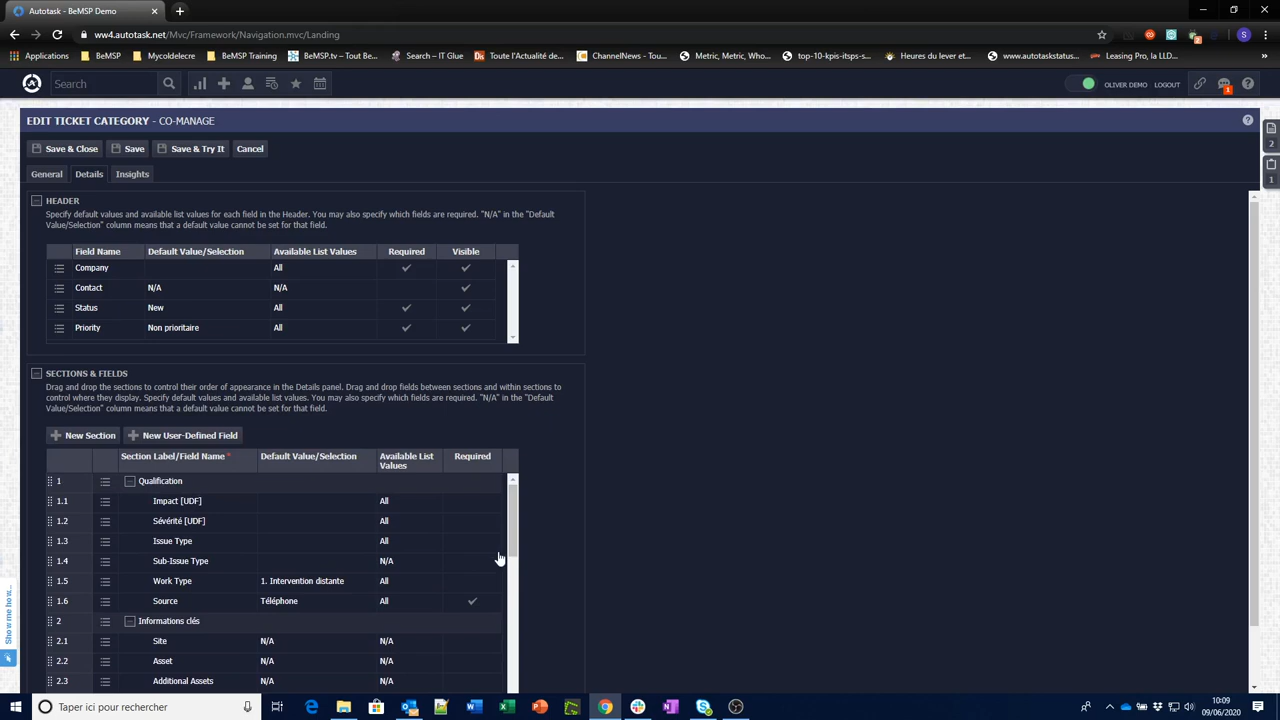 Autotask - BeMSP Demo
ww4.autotask.net/Mvc/Framework/Navigation.mvc/Landing
Applications BeMSP Mycoldelcre BeMSP Training BeMSP.tv – Tout Be... Search – IT Glue Toute l'Actualité de... ChannelNews – Tou... Metric, Metric, Who... top-10-kpis-itsps-s... Heures du lever et... www.autotaskstatus... Leasing Pro, la LLD...
Search
OLIVER DEMO LOGOUT
1
EDIT TICKET CATEGORY - CO-MANAGE
Save & Close Save Save & Try It Cancel
2
General Details Insights
1
HEADER
Specify default values and available list values for each field in the Header. You may also specify which fields are required. "N/A" in the "Default
Value/Selection" column means that a default value cannot be set for that field.
Field Name Default Value/Selection Available List Values Required Visible
Company All
Contact N/A N/A
Status New All
Priority Non prioritaire All
SECTIONS & FIELDS
Drag and drop the sections to control their order of appearance in the Details panel. Drag and drop fields between sections and within sections to
control where they display. Specify default values and available list values. You may also specify which fields are required. "N/A" in the "Default
Value/Selection" column means that a default value cannot be set for that field.
New Section New User-Defined Field
Section Label/Field Name * Default Value/Selection Available List Values Required
1 Qualification
1.1 Impact [UDF] All
1.2 Sévérité [UDF] All
1.3 Issue Type All
1.4 Sub-Issue Type N/A
1.5 Work Type 1. Intervention distante All
1.6 Source Téléphone All
2 Informations clés
2.1 Site N/A N/A
2.2 Asset N/A N/A
2.3 Additional Assets N/A N/A
Show me how...
Taper ici pour rechercher
10:09
09/06/2020